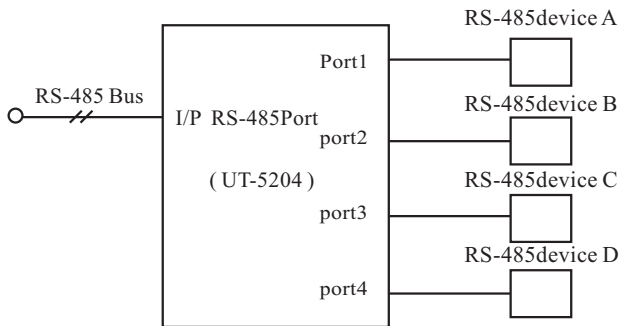 RS-485device A
Port1
RS-485 Bus
RS-485device B
I/P RS-485Port
port2
( UT-5204 )
RS-485device C
port3
RS-485device D
port4